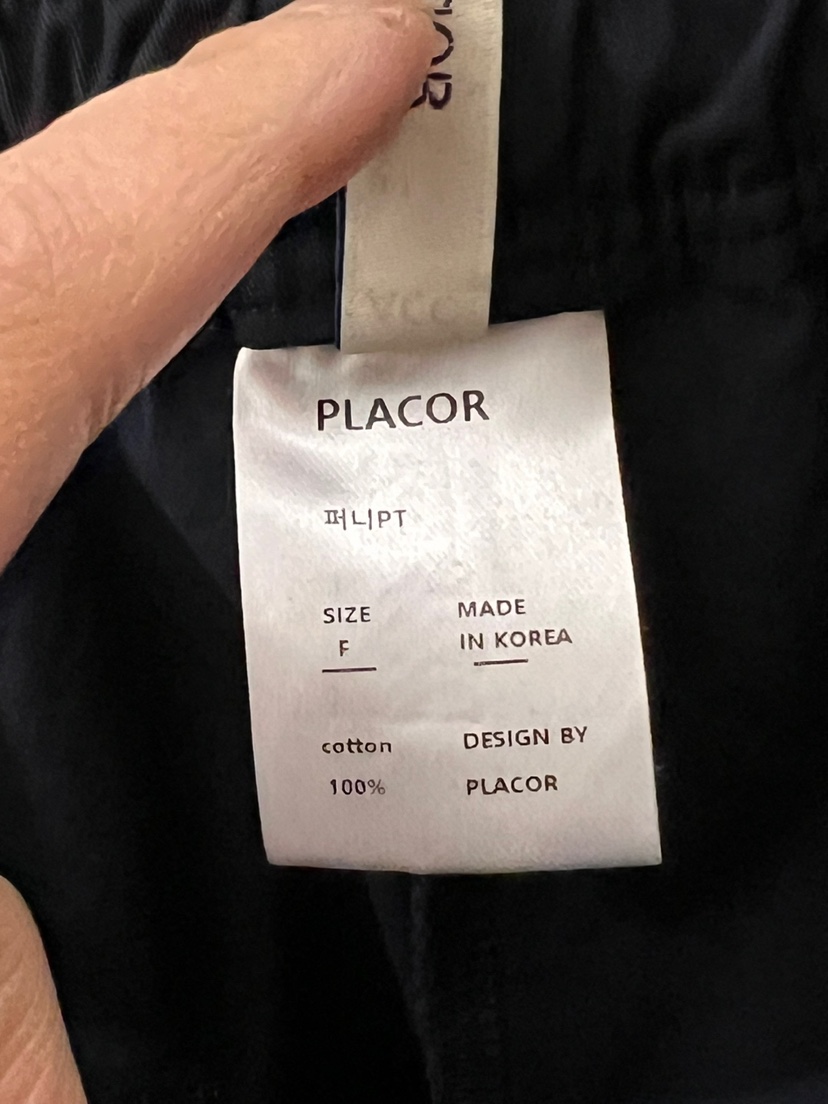 PLACOR
퍼니PT
SIZE
F
MADE
IN KOREA
cotton
100%
DESIGN BY
PLACOR